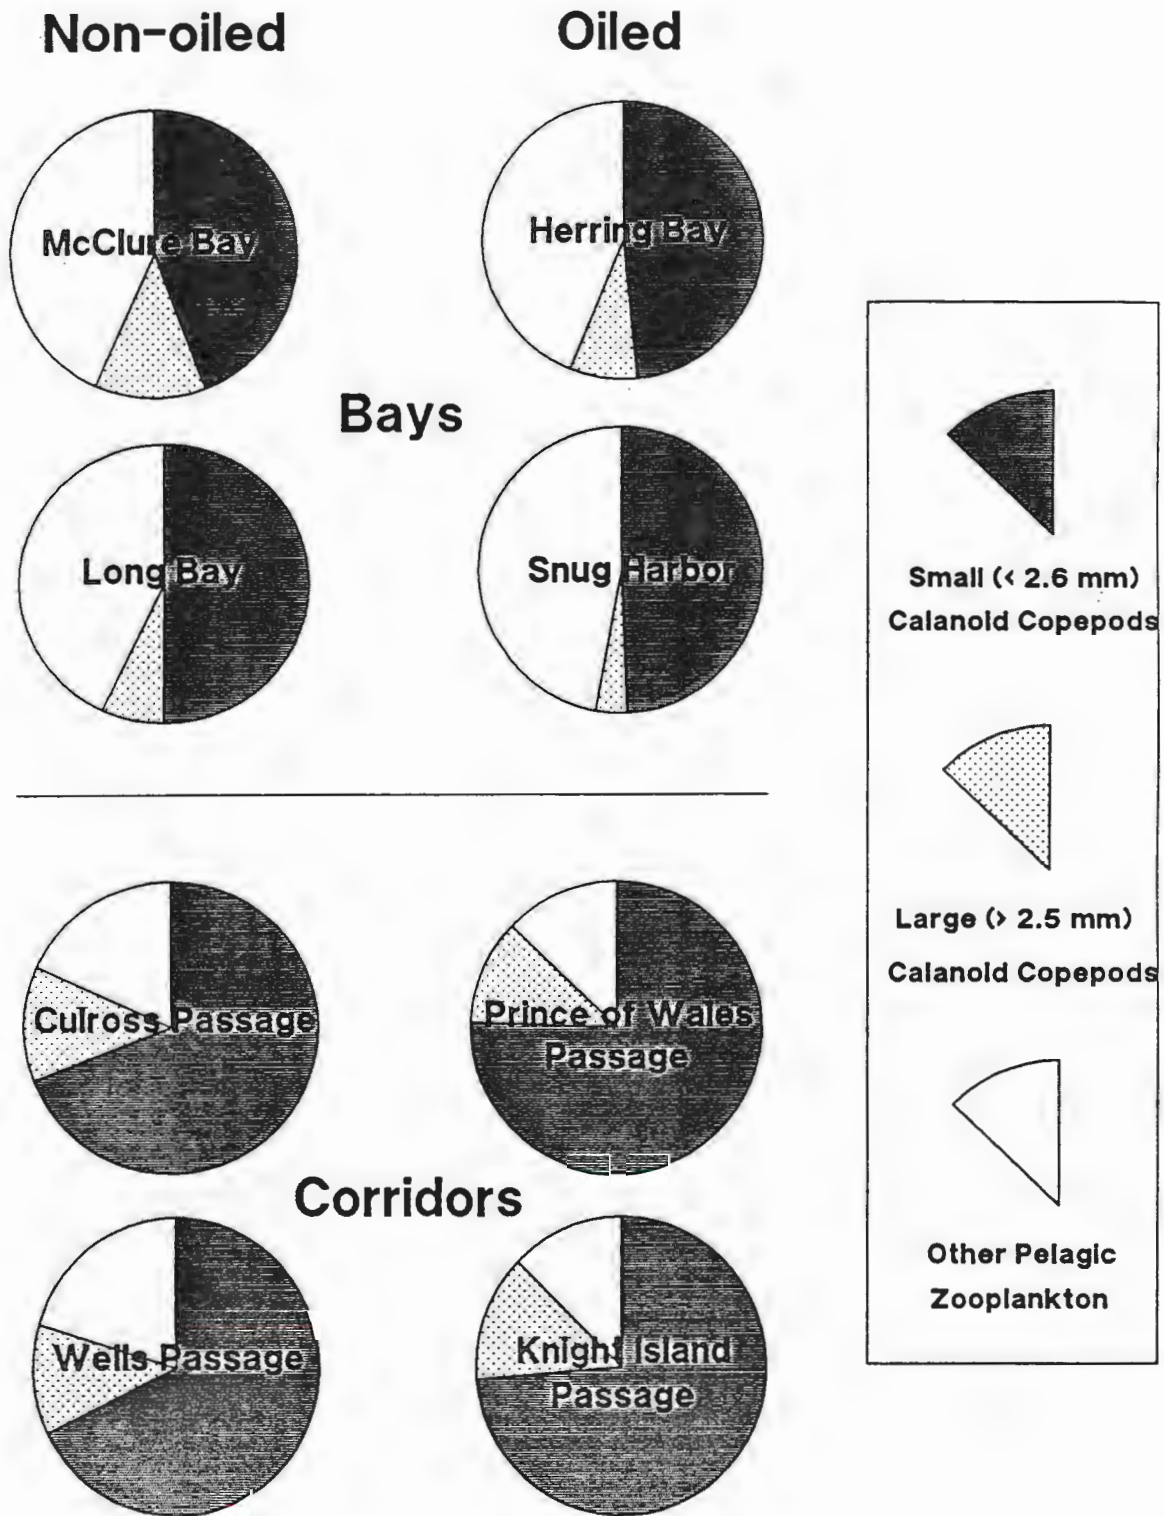 Non-oiled
Oiled
McClure Bay
Herring Bay
Bays
Long Bay
Snug Harbor
Culross Passage
Prince of Wales
Passage
Corridors
Wells Passage
Knight Island
Passage
Small (< 2.6 mm)
Calanoid Copepods
Large (> 2.5 mm)
Calanoid Copepods
Other Pelagic
Zooplankton